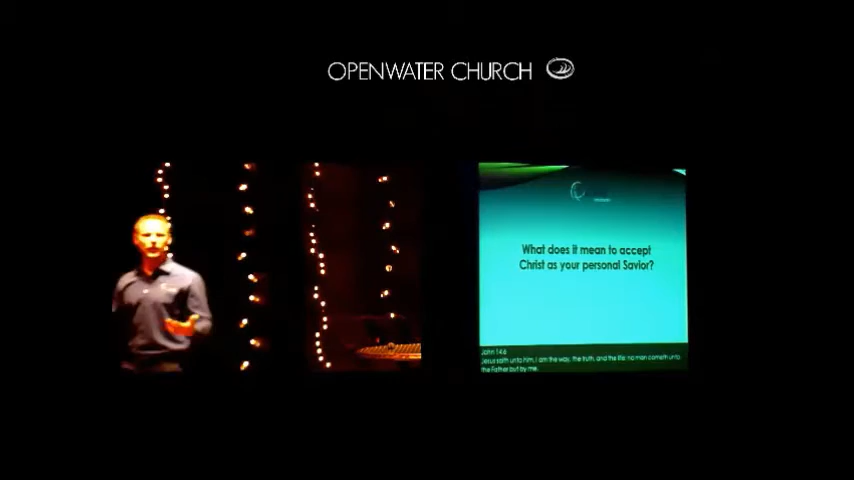 OPENWATER CHURCH
What does it mean to accept
Christ as your personal Savior?
John 14:6
Jesus saith unto him, I am the way, the truth, and the life: no man cometh unto
the Father but by me.